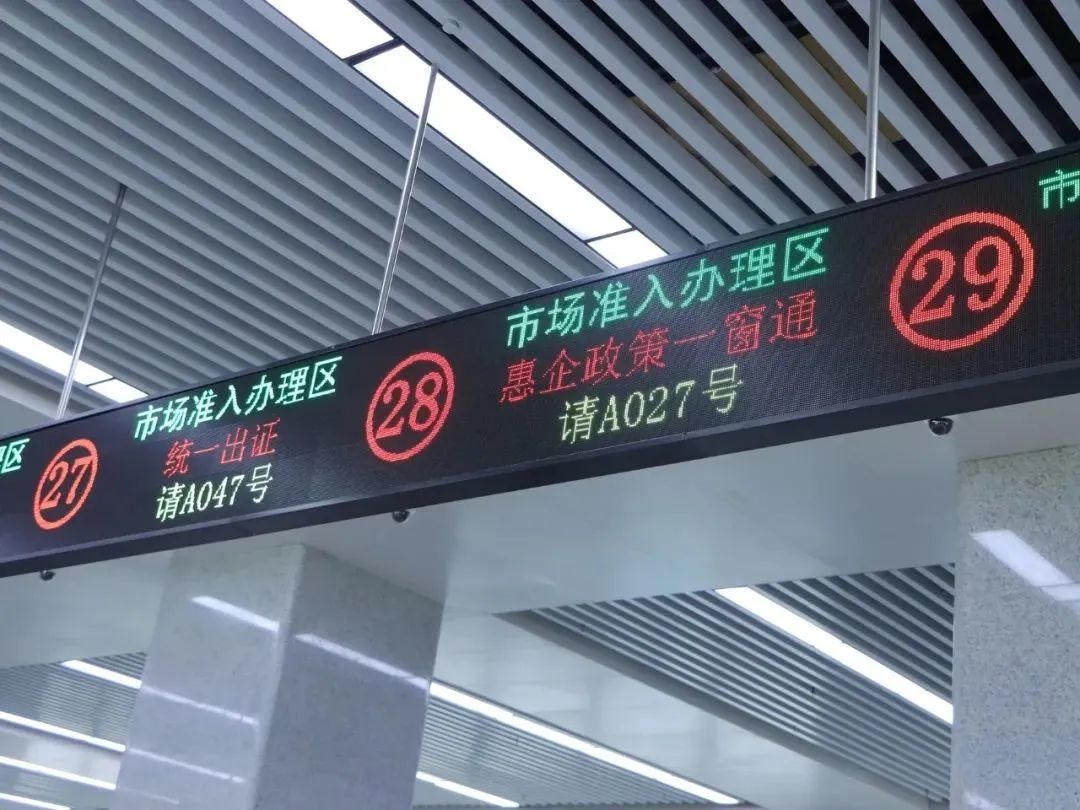 区
27
市场准入办理区
统一出证
请A047号
28
市场准入办理区
惠企政策一窗通
请A027号
29
市